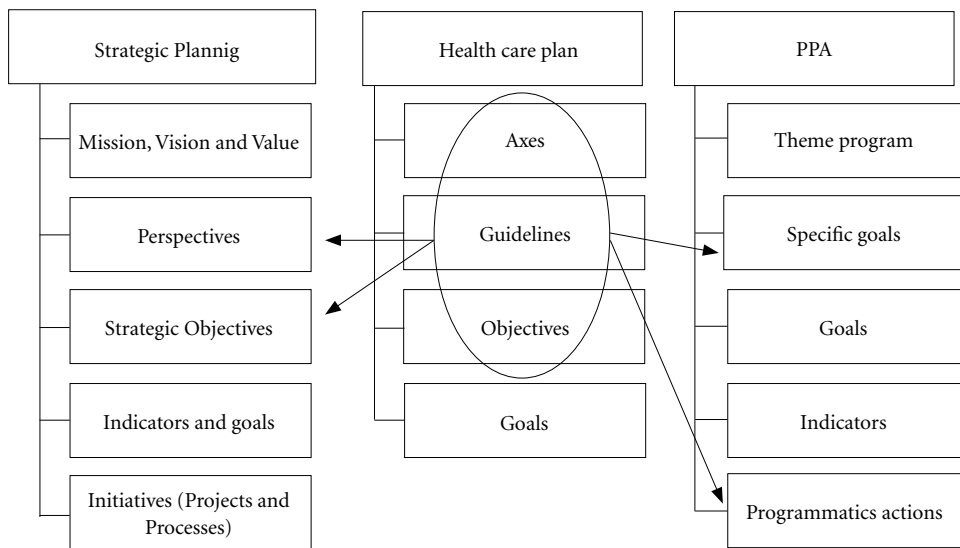 Strategic Plannig
Mission, Vision and Value
Perspectives
Strategic Objectives
Indicators and goals
Initiatives (Projects and
Processes)
Health care plan
Axes
Guidelines
Objectives
Goals
PPA
Theme program
Specific goals
Goals
Indicators
Programmatics actions